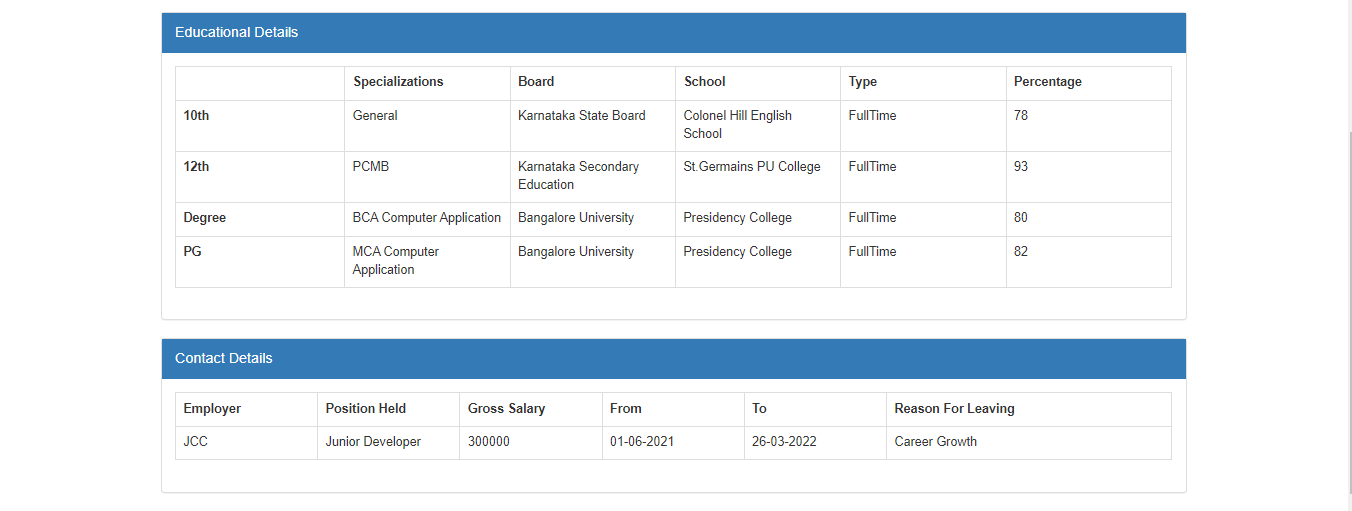 Educational Details
Specializations Board School Type Percentage
10th General Karnataka State Board Colonel Hill English School FullTime 78
12th PCMB Karnataka Secondary Education St.Germains PU College FullTime 93
Degree BCA Computer Application Bangalore University Presidency College FullTime 80
PG MCA Computer Application Bangalore University Presidency College FullTime 82
Contact Details
Employer Position Held Gross Salary From To Reason For Leaving
JCC Junior Developer 300000 01-06-2021 26-03-2022 Career Growth